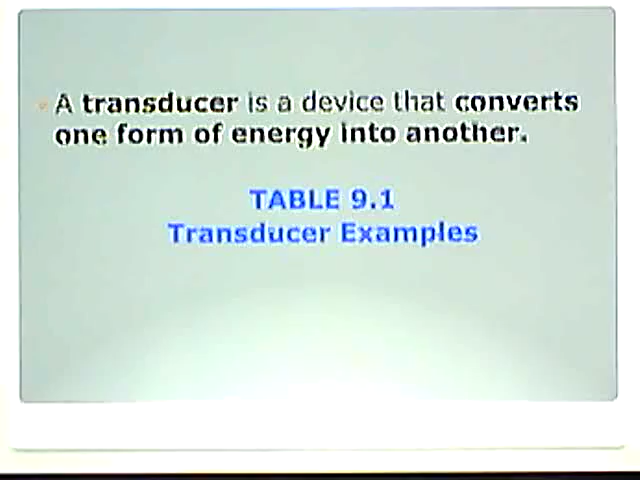 A transducer is a device that converts
one form of energy into another.
TABLE 9.1
Transducer Examples